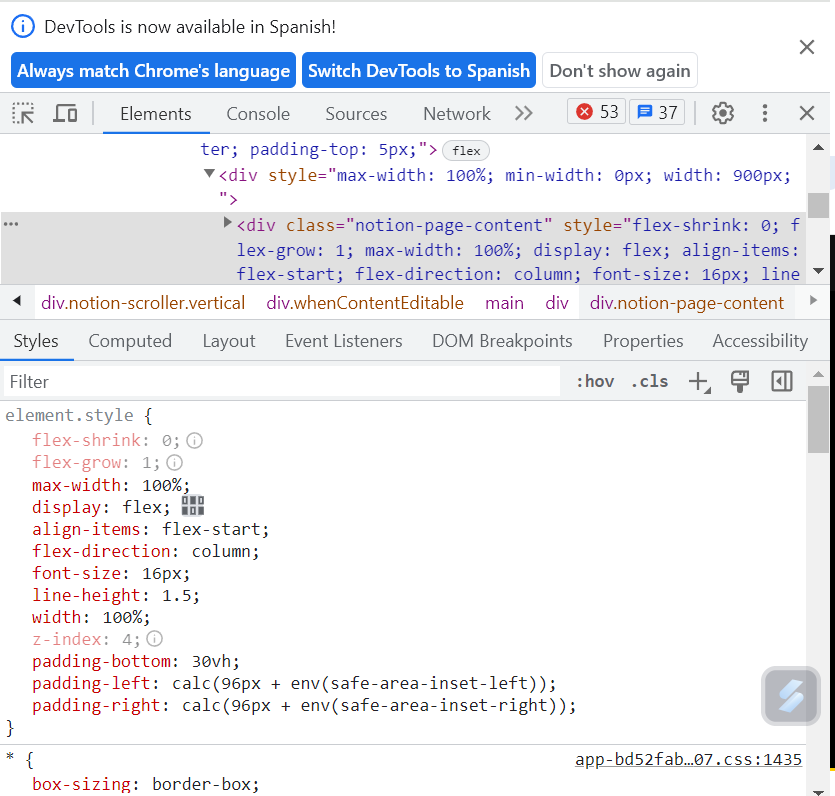 DevTools is now available in Spanish!
Always match Chrome's language Switch DevTools to Spanish Don't show again
Elements Console Sources Network 53 37
ter; padding-top: 5px;"> flex
<div style="max-width: 100%; min-width: 0px; width: 900px;
">
<div class="notion-page-content" style="flex-shrink: 0; f
lex-grow: 1; max-width: 100%; display: flex; align-items:
flex-start; flex-direction: column; font-size: 16px; line
div.notion-scroller.vertical div.whenContentEditable main div div.notion-page-content
Styles Computed Layout Event Listeners DOM Breakpoints Properties Accessibility
Filter :hov .cls
element.style {
flex-shrink: 0;
flex-grow: 1;
max-width: 100%;
display: flex;
align-items: flex-start;
flex-direction: column;
font-size: 16px;
line-height: 1.5;
width: 100%;
z-index: 4;
padding-bottom: 30vh;
padding-left: calc(96px + env(safe-area-inset-left));
padding-right: calc(96px + env(safe-area-inset-right));
}
* { app-bd52fab…07.css:1435
box-sizing: border-box;